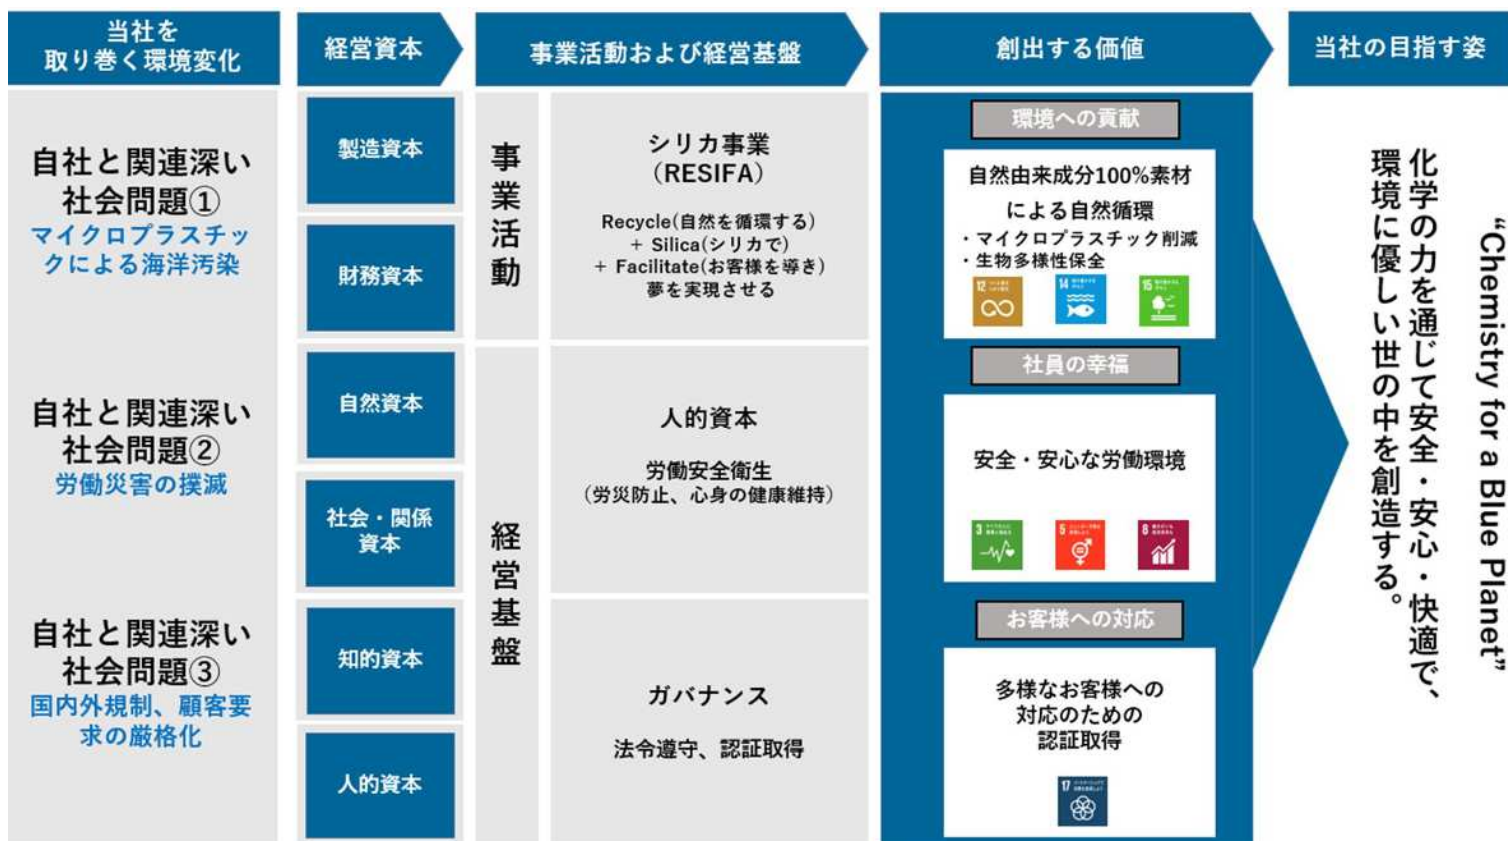 当社を
取り巻く環境変化
経営資本
事業活動および経営基盤
創出する価値
当社の目指す姿
自社と関連深い
社会問題①
マイクロプラスチッ
クによる海洋汚染
自社と関連深い
社会問題②
労働災害の撲滅
自社と関連深い
社会問題③
国内外規制、顧客要
求の厳格化
製造資本
財務資本
自然資本
社会・関係
資本
知的資本
人的資本
事業活動
シリカ事業
(RESIFA)
Recycle(自然を循環する)
+ Silica(シリカで)
+ Facilitate(お客様を導き)
夢を実現させる
経営基盤
人的資本
労働安全衛生
(労災防止、心身の健康維持)
ガバナンス
法令遵守、認証取得
環境への貢献
自然由来成分100%素材
による自然循環
・マイクロプラスチック削減
・生物多様性保全
12
14
15
社員の幸福
安全・安心な労働環境
3
5
8
お客様への対応
多様なお客様への
対応のための
認証取得
17
“Chemistry for a Blue Planet”
化学の力を通じて安全・安心・快適で、
環境に優しい世の中を創造する。